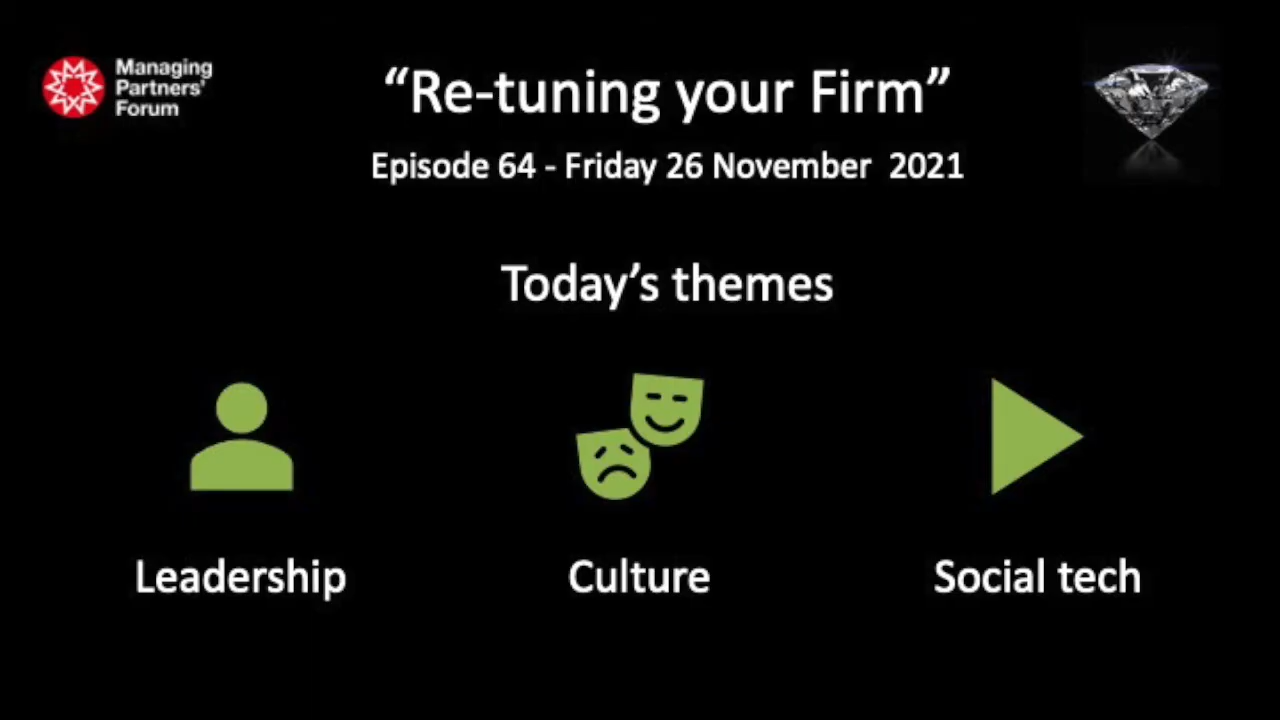 Managing
Partners'
Forum
“Re-tuning your Firm”
Episode 64 - Friday 26 November 2021
Today’s themes
Leadership
Culture
Social tech